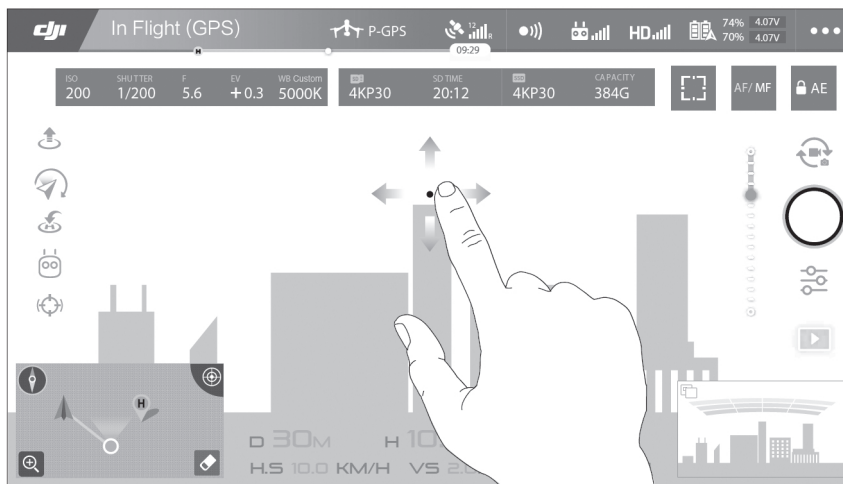 dji In Flight (GPS) P-GPS 12 R HD 74% 4.07V
70% 4.07V
H 09:29
ISO SHUTTER F EV WB Custom SD TIME CAPACITY
200 1/200 5.6 +0.3 5000K 4KP30 20:12 4KP30 384G AF/MF AE
H
H
D 30M H 10
H.S 10.0 KM/H VS 2.0